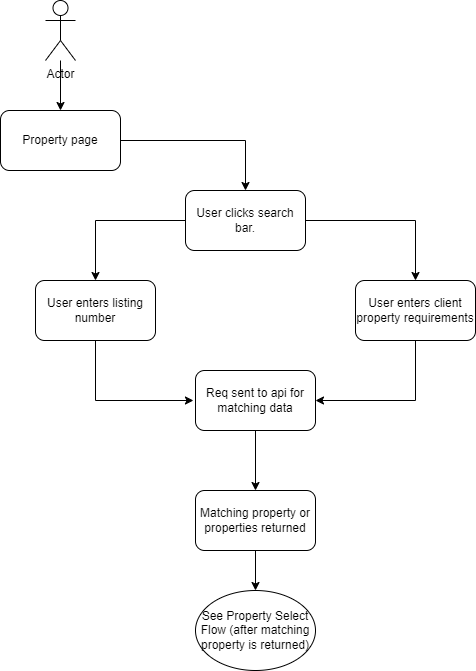 Actor
Property page
User clicks search
bar.
User enters listing
number
User enters client
property requirements
Req sent to api for
matching data
Matching property or
properties returned
See Property Select
Flow (after matching
property is returned)